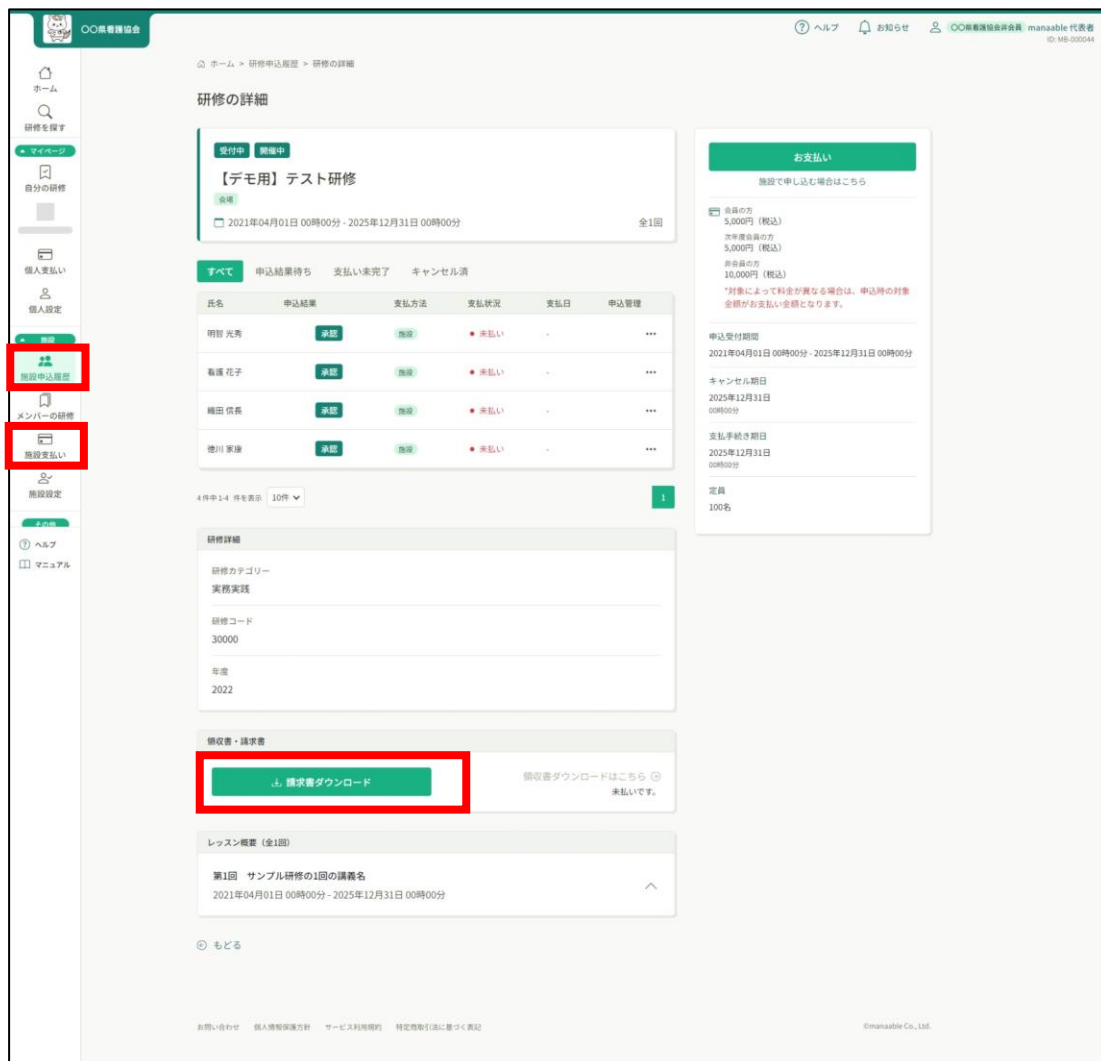 〇〇県看護協会
ヘルプ
お知らせ
〇〇県看護協会非会員 manaable 代表者
ID: MB-000044
ホーム
研修を探す
マイページ
自分の研修
個人支払い
個人設定
施設
施設申込履歴
メンバーの研修
施設支払い
施設設定
その他
ヘルプ
マニュアル
ホーム > 研修申込履歴 > 研修の詳細
研修の詳細
受付中 開催中
【デモ用】テスト研修
会場
2021年04月01日 00時00分 - 2025年12月31日 00時00分 全1回
すべて 申込結果待ち 支払い未完了 キャンセル済
氏名 申込結果 支払方法 支払状況 支払日 申込管理
明智 光秀 承認 施設 ● 未払い - •••
看護 花子 承認 施設 ● 未払い - •••
織田 信長 承認 施設 ● 未払い - •••
徳川 家康 承認 施設 ● 未払い - •••
4 件中 1-4 件を表示 10件 1
研修詳細
研修カテゴリー
実務実践
研修コード
30000
年度
2022
領収書・請求書
請求書ダウンロード
領収書ダウンロードはこちら
未払いです。
レッスン概要（全1回）
第1回 サンプル研修の1回の講義名
2021年04月01日 00時00分 - 2025年12月31日 00時00分
もどる
お支払い
施設で申し込む場合はこちら
会員の方
5,000円（税込）
次年度会員の方
5,000円（税込）
非会員の方
10,000円（税込）
*対象によって料金が異なる場合は、申込時の対象
金額がお支払い金額となります。
申込受付期間
2021年04月01日 00時00分 - 2025年12月31日 00時00分
キャンセル期日
2025年12月31日
00時00分
支払手続き期日
2025年12月31日
00時00分
定員
100名
お問い合わせ 個人情報保護方針 サービス利用規約 特定商取引法に基づく表記
©manaable Co., Ltd.